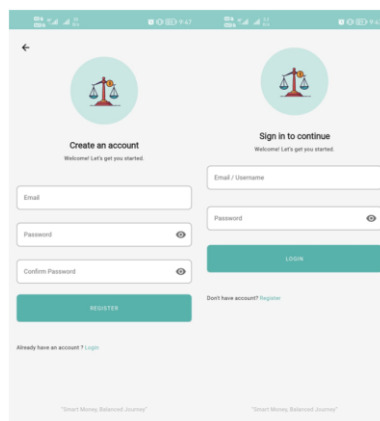 Create an account
Welcome! Let's get you started.
Email
Password
Confirm Password
REGISTER
Already have an account ? Login
"Smart Money, Balanced Journey"
Sign in to continue
Welcome! Let's get you started.
Email / Username
Password
LOGIN
Don't have account? Register
"Smart Money, Balanced Journey"